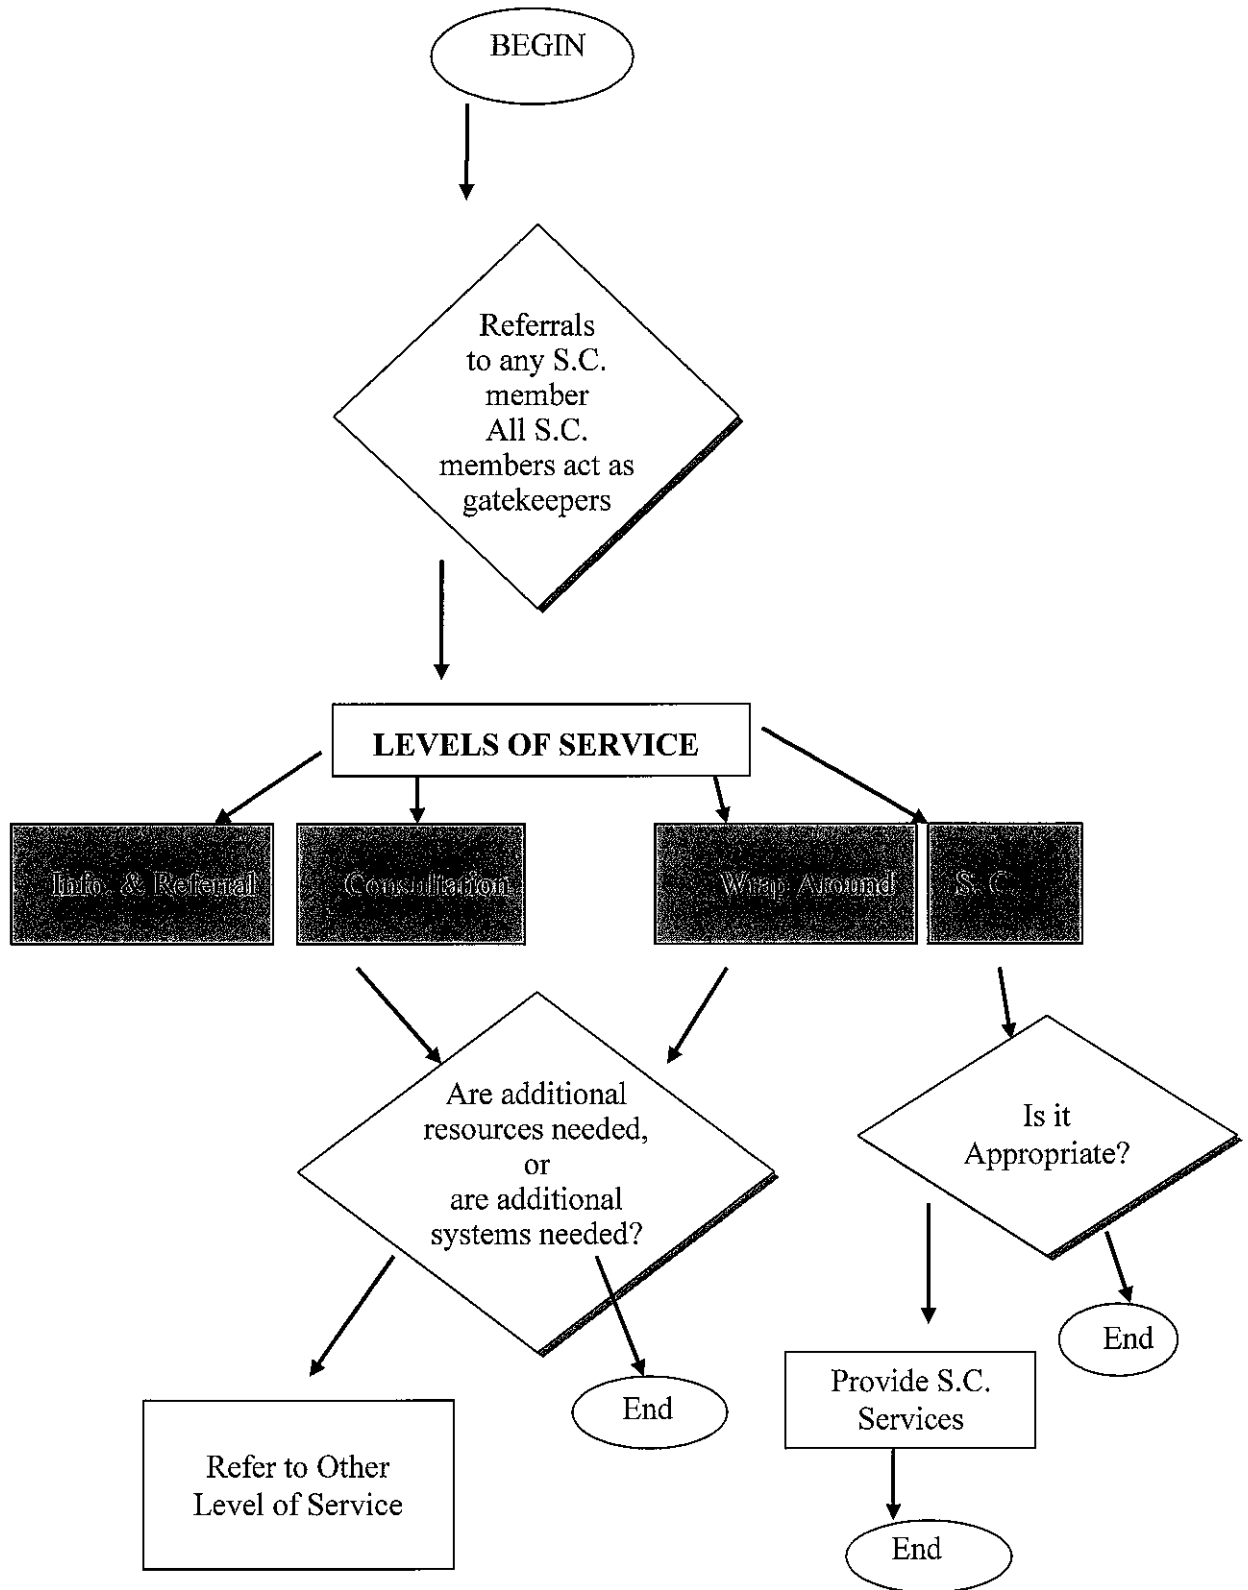 BEGIN
Referrals
to any S.C.
member
All S.C.
members act as
gatekeepers
LEVELS OF SERVICE
Info. & Referral
Consultation
Wrap Around
S. C.
Are additional
resources needed,
or
are additional
systems needed?
Is it
Appropriate?
End
Provide S.C.
Services
End
Refer to Other
Level of Service
End